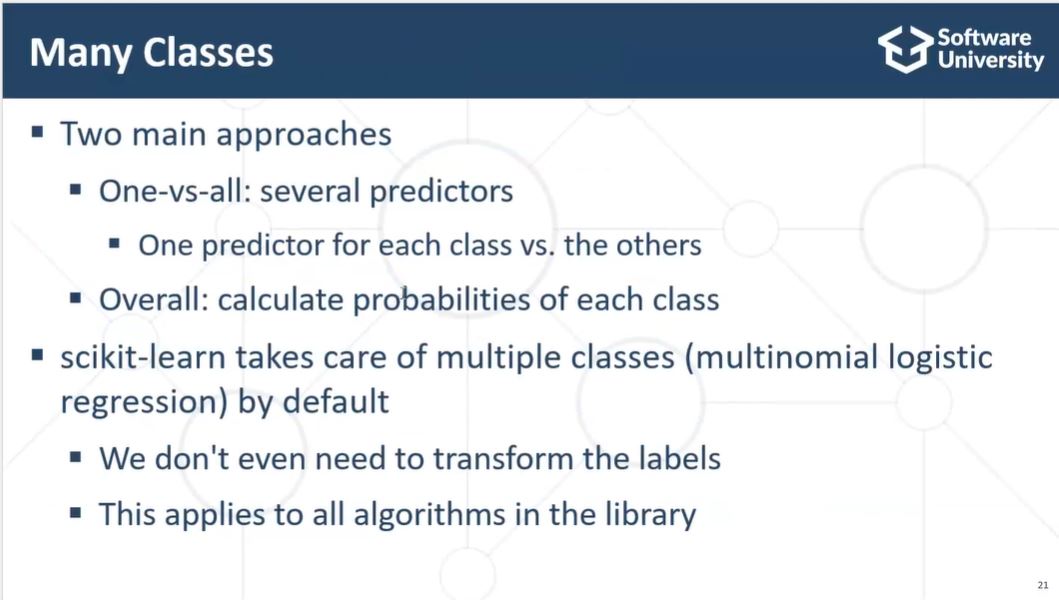 Many Classes
Software
University
▪ Two main approaches
▪ One-vs-all: several predictors
▪ One predictor for each class vs. the others
▪ Overall: calculate probabilities of each class
▪ scikit-learn takes care of multiple classes (multinomial logistic
regression) by default
▪ We don't even need to transform the labels
▪ This applies to all algorithms in the library
21